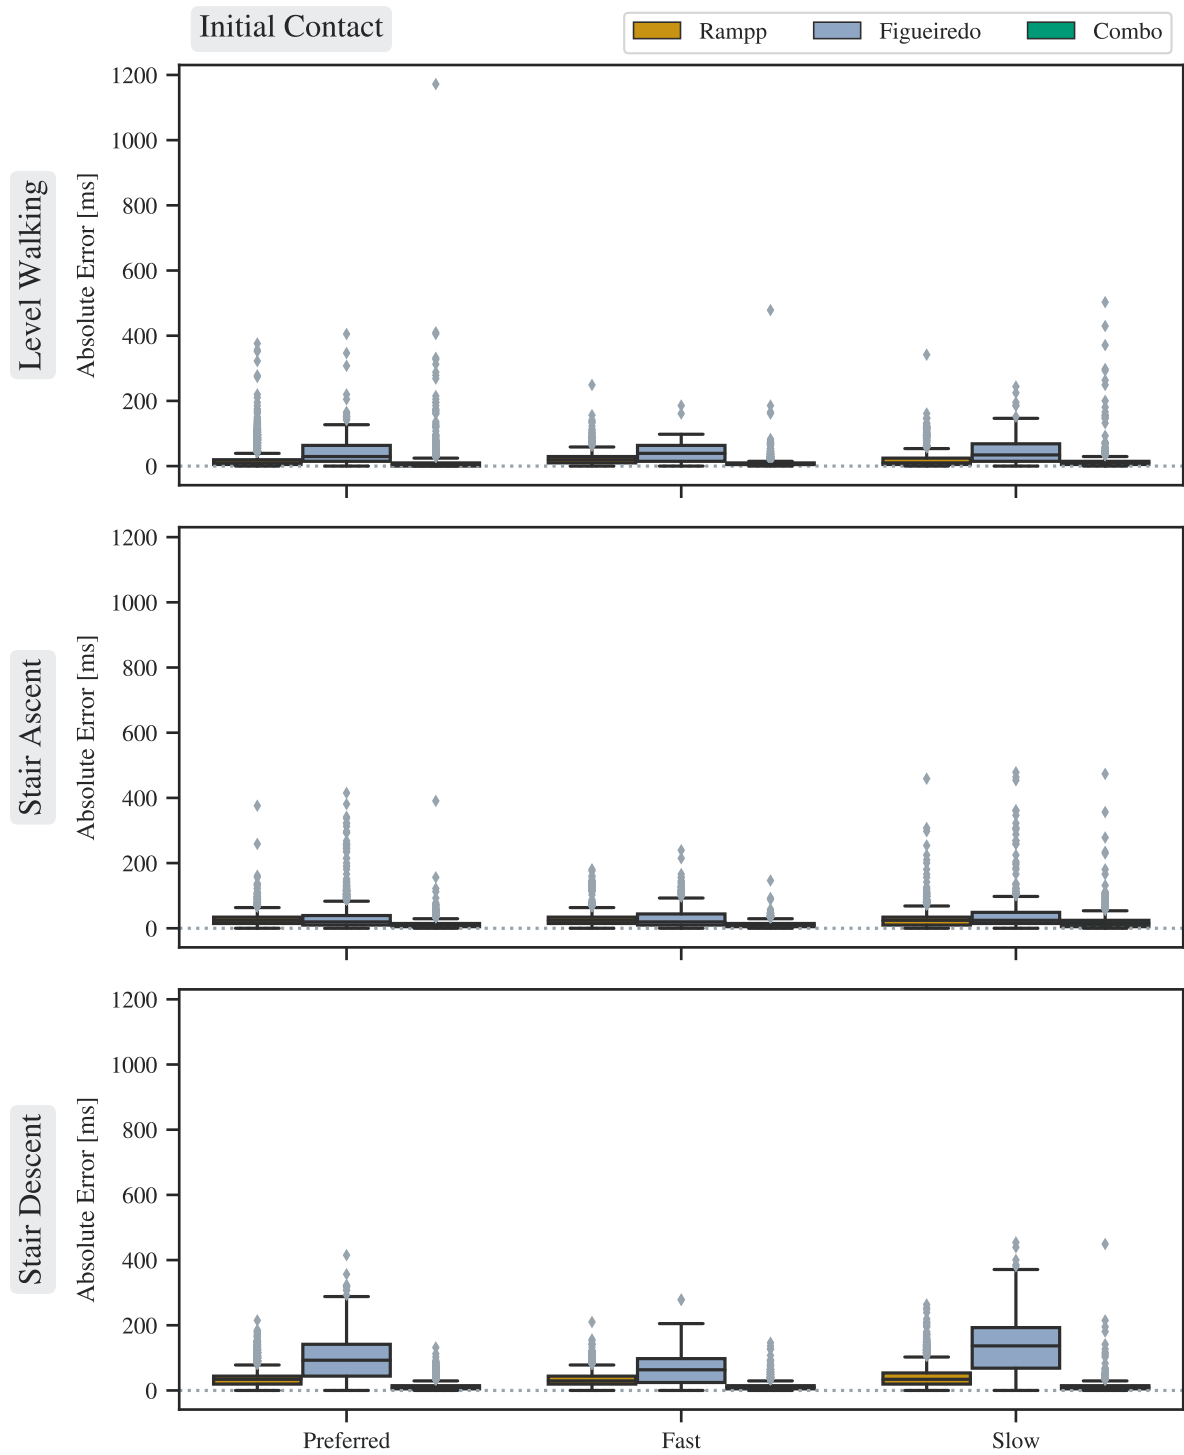 Initial Contact
Rampp
Figueiredo
Combo
Level Walking
Absolute Error [ms]
1200
1000
800
600
400
200
0
Stair Ascent
Absolute Error [ms]
1200
1000
800
600
400
200
0
Stair Descent
Absolute Error [ms]
1200
1000
800
600
400
200
0
Preferred
Fast
Slow